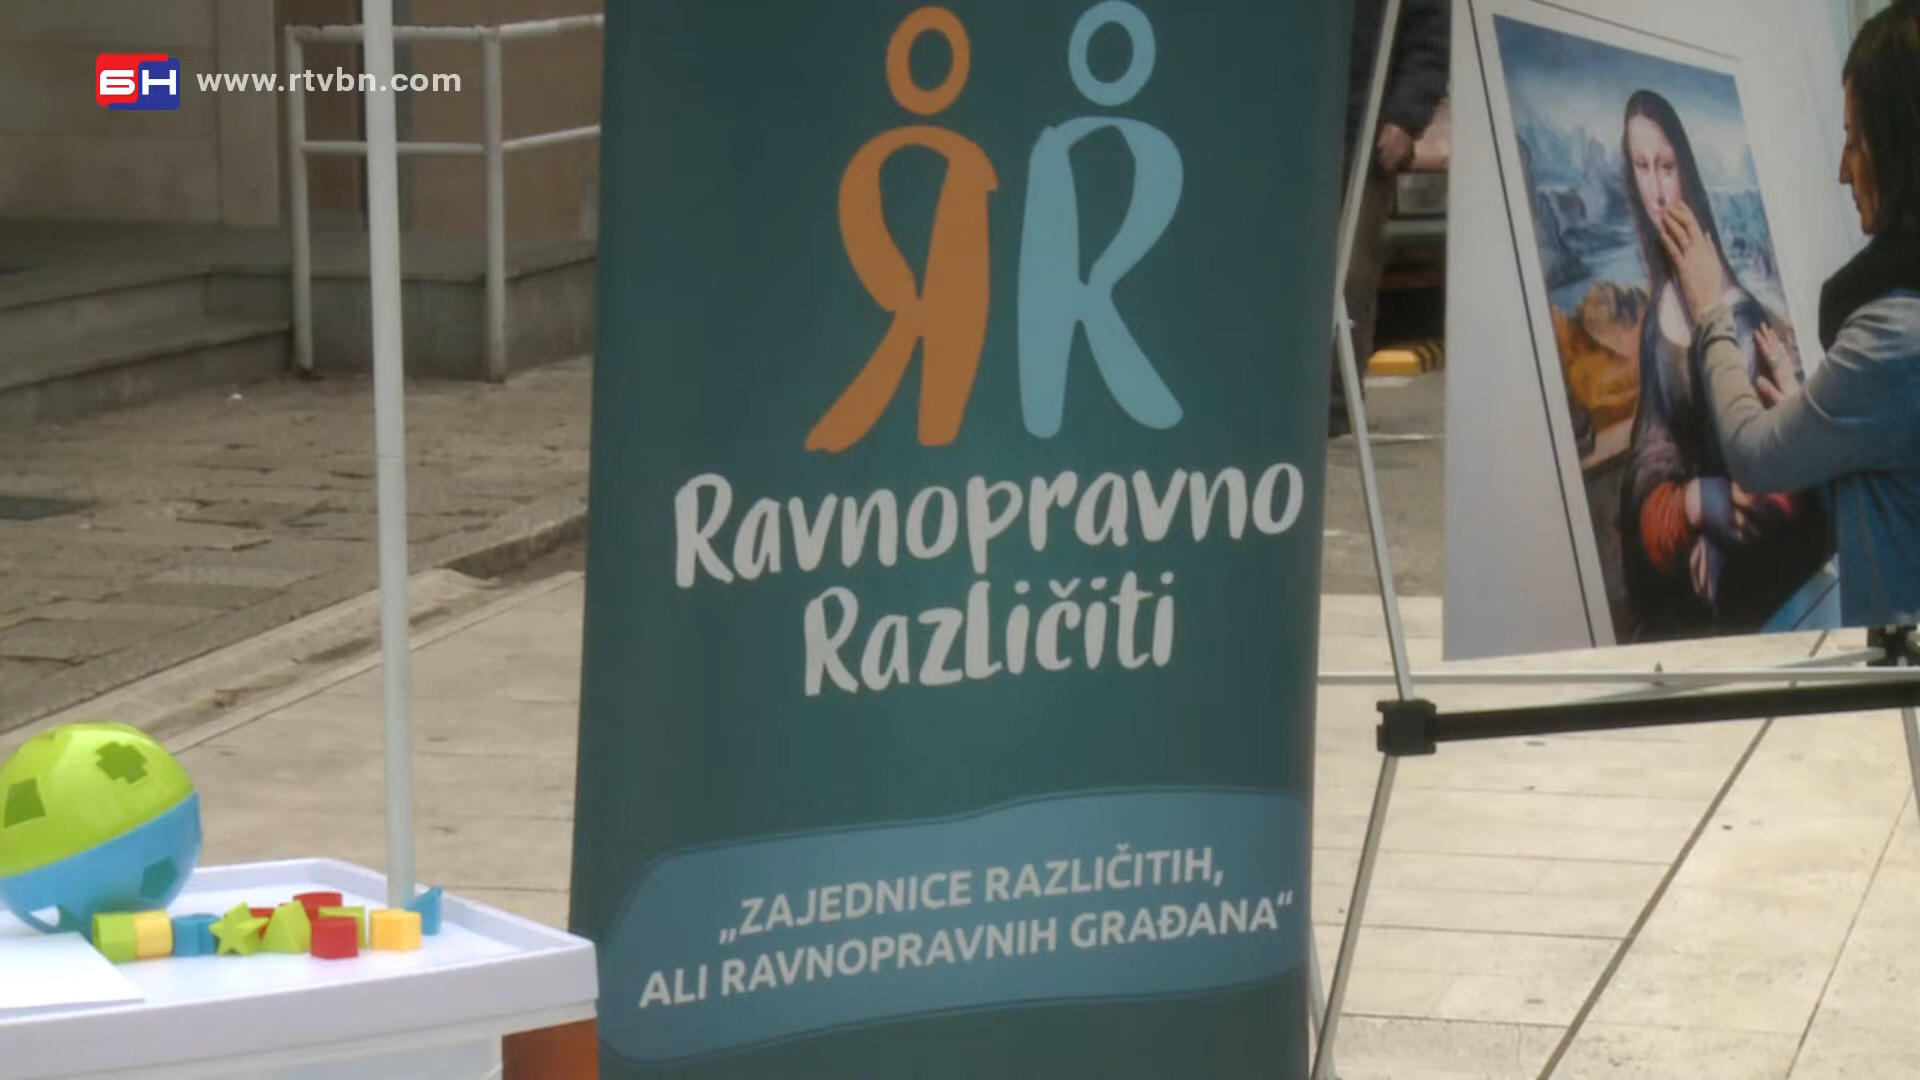 БН www.rtvbn.com
Ravnopravno
Različiti
„ZAJEDNICE RAZLIČITIH,
ALI RAVNOPRAVNIH GRAĐANA“